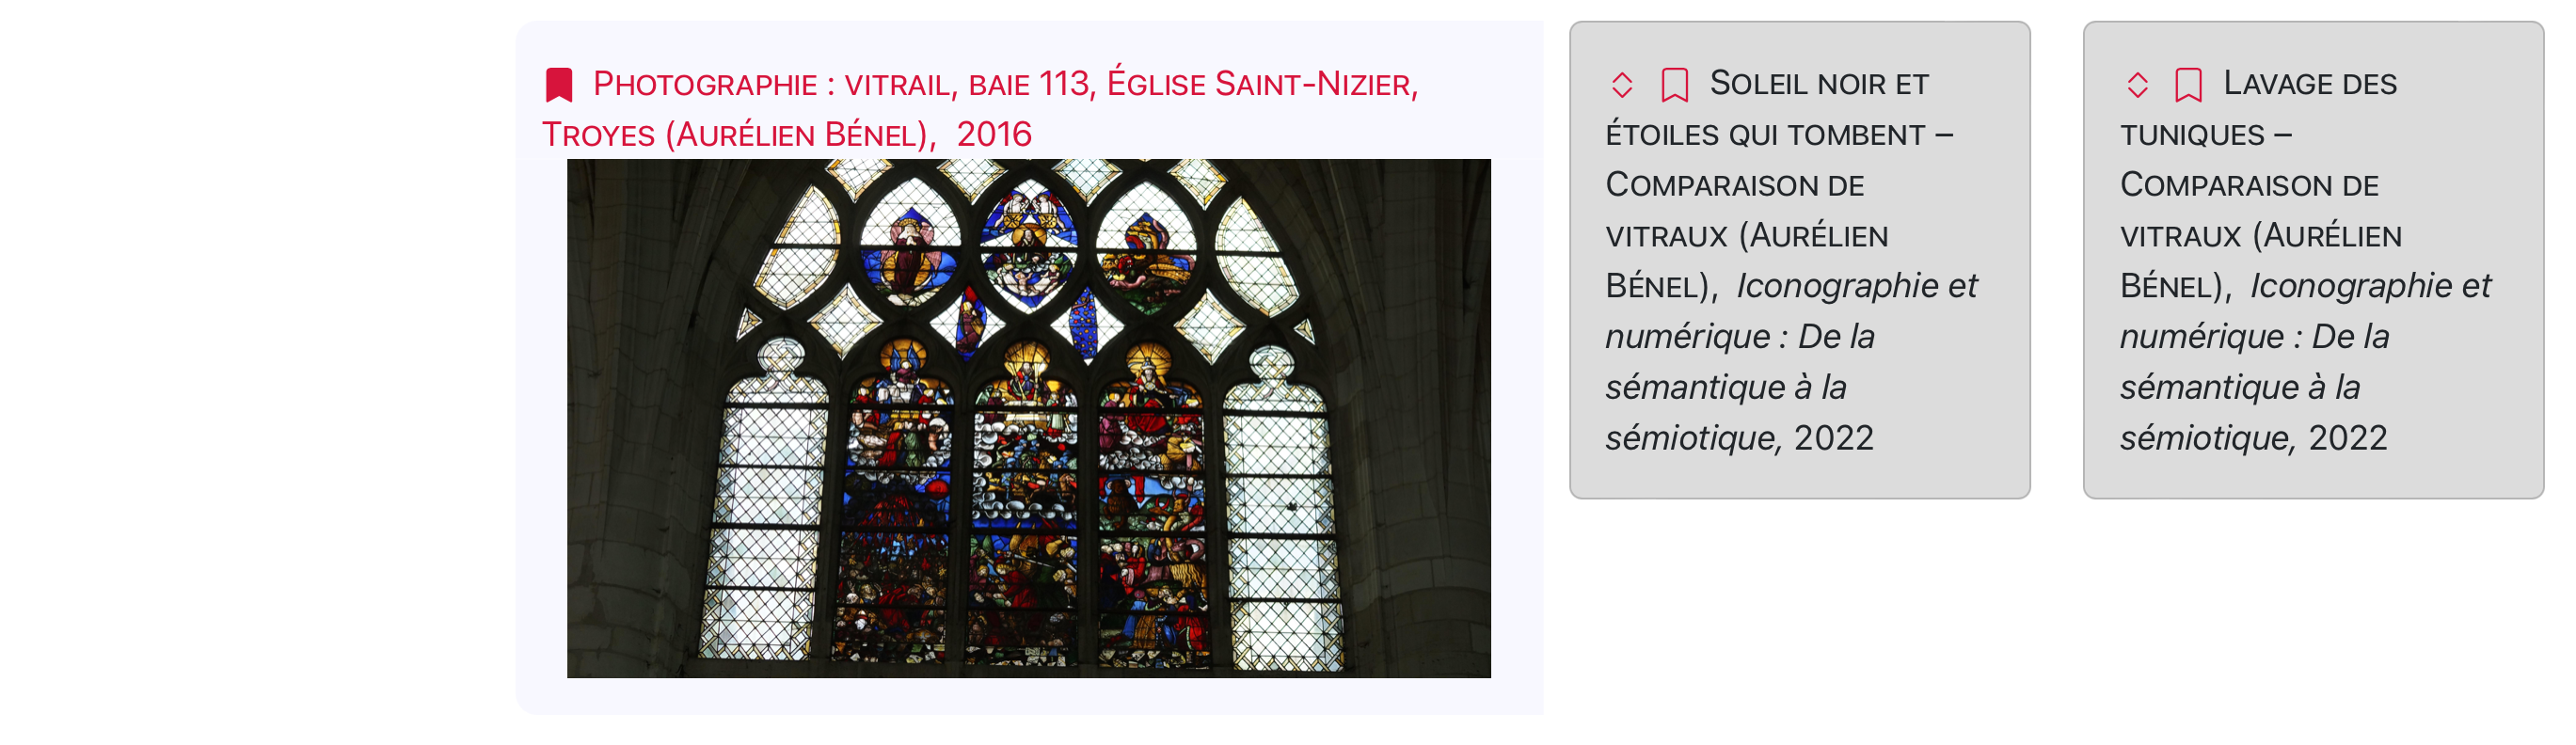 Photographie : vitrail, baie 113, Église Saint-Nizier,
Troyes (Aurélien Bénel), 2016
Soleil noir et
étoiles qui tombent –
Comparaison de
vitraux (Aurélien
Bénel), Iconographie et
numérique : De la
sémantique à la
sémiotique, 2022
Lavage des
tuniques –
Comparaison de
vitraux (Aurélien
Bénel), Iconographie et
numérique : De la
sémantique à la
sémiotique, 2022